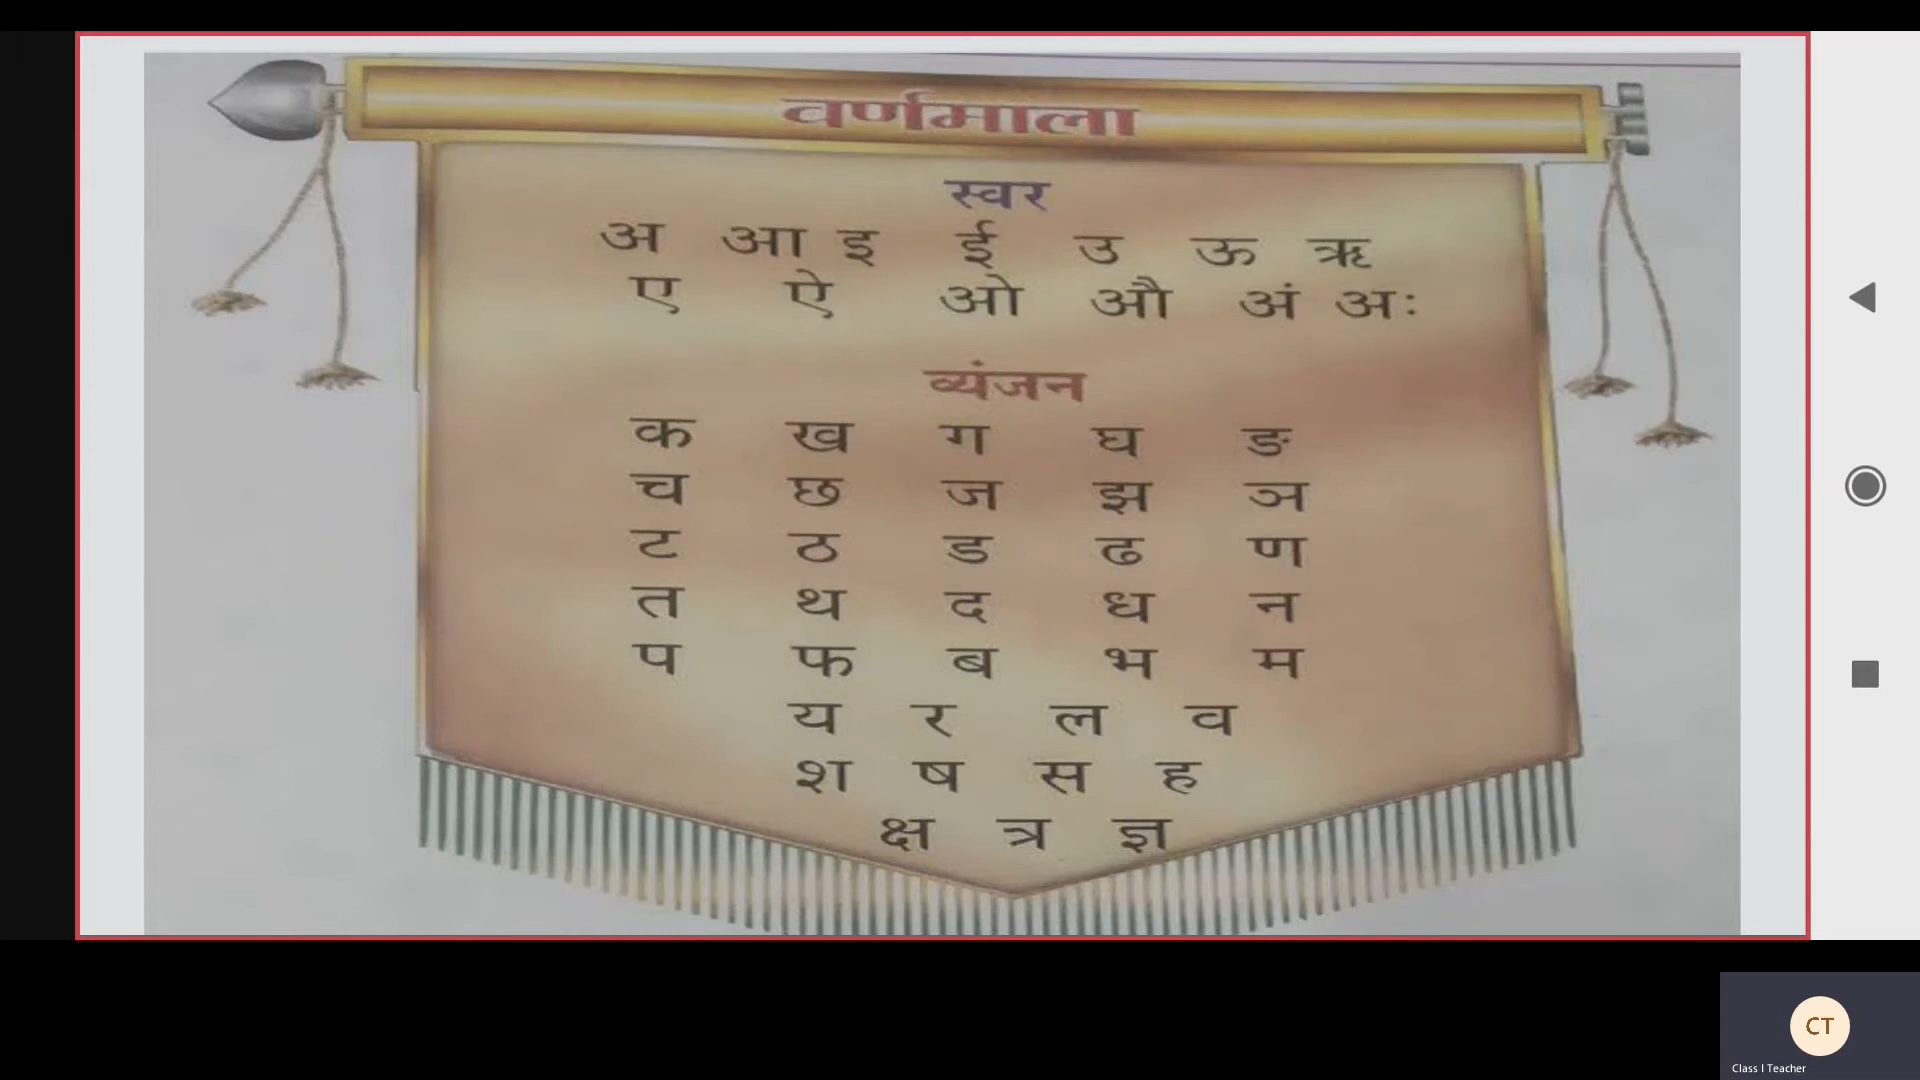 वर्णमाला
स्वर
अ आ इ ई उ ऊ ऋ
ए ऐ ओ औ अं अः
व्यंजन
क ख ग घ ङ
च छ ज झ ञ
ट ठ ड ढ ण
त थ द ध न
प फ ब भ म
य र ल व
श ष स ह
क्ष त्र ज्ञ
CT
Class I Teacher